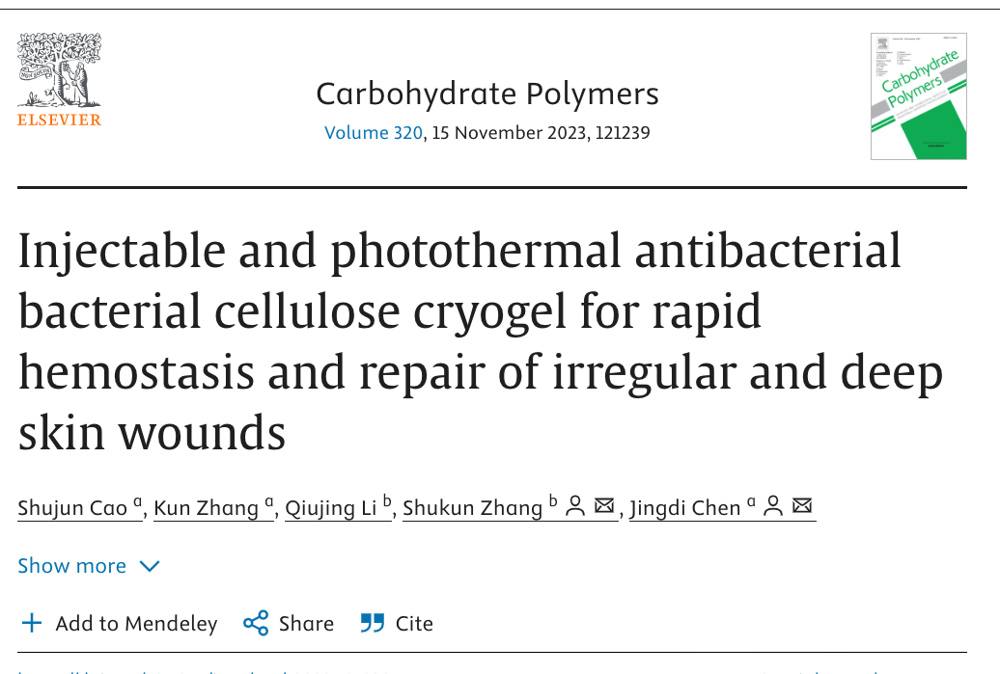 ELSEVIER
Carbohydrate Polymers
Volume 320, 15 November 2023, 121239
Carbohydrate
Polymers
Injectable and photothermal antibacterial
bacterial cellulose cryogel for rapid
hemostasis and repair of irregular and deep
skin wounds
Shujun Cao a, Kun Zhang a, Qiujing Li b, Shukun Zhang b, Jingdi Chen a
Show more
Add to Mendeley Share Cite